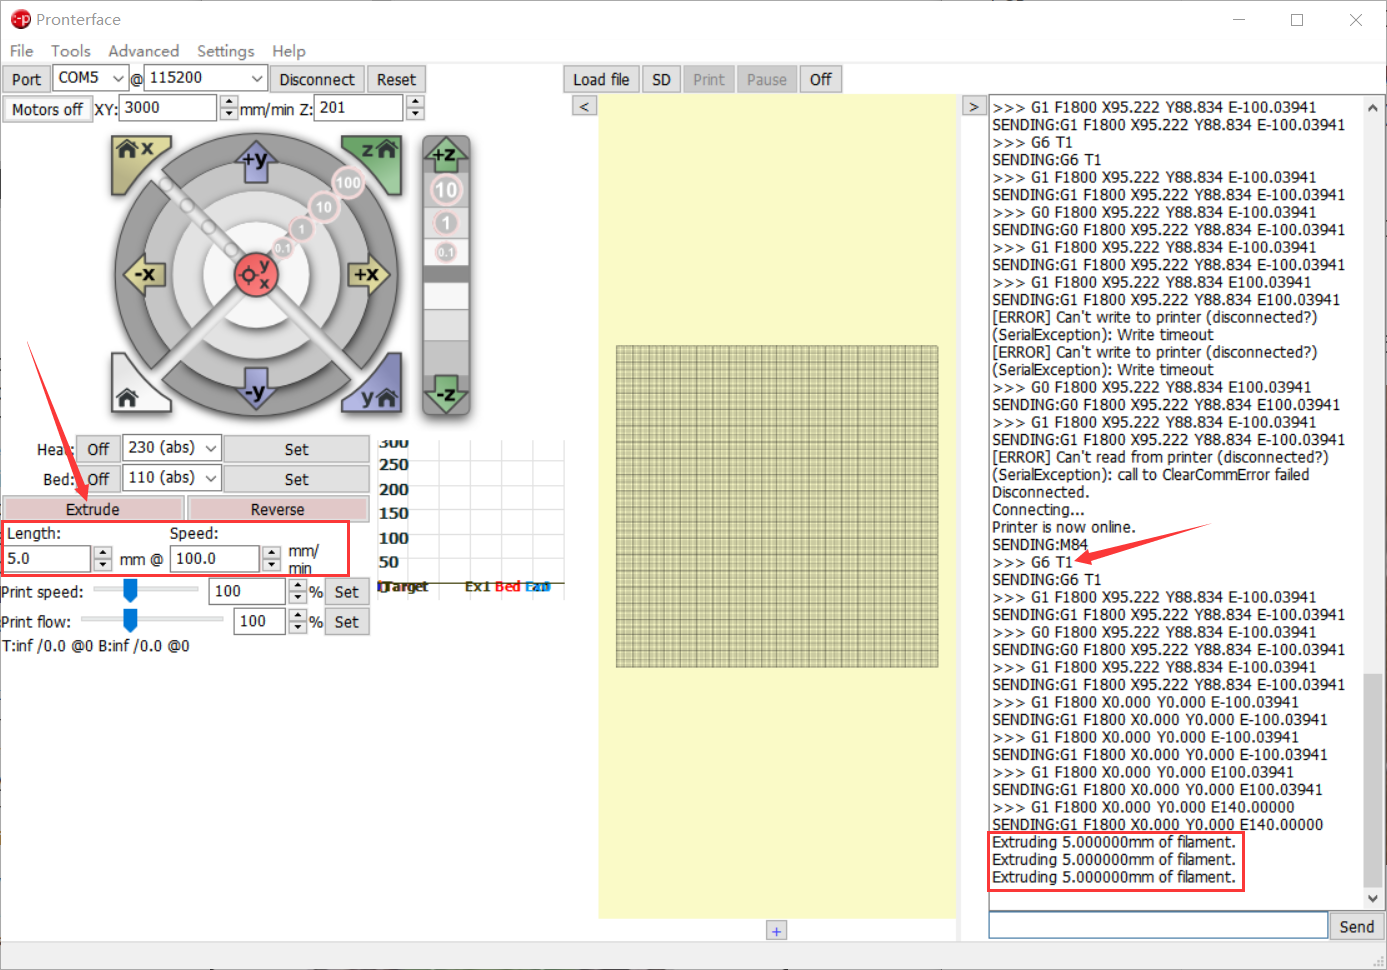 Pronterface
File Tools Advanced Settings Help
Port COM5 @ 115200 Disconnect Reset Load file SD Print Pause Off
Motors off XY: 3000 mm/min Z: 201
< >
x +y z 100 10 1 0.1 -x y x +x -y y
+z 10 1 0.1 -z
Heat: Off 230 (abs) Set
Bed: Off 110 (abs) Set
Extrude Reverse
Length: Speed:
5.0 mm @ 100.0 mm/
min
Print speed: 100 % Set
Print flow: 100 % Set
T:inf /0.0 @0 B:inf /0.0 @0
300
250
200
150
100
50
Target Ex1 Bed Ex0
+
>>> G1 F1800 X95.222 Y88.834 E-100.03941
SENDING:G1 F1800 X95.222 Y88.834 E-100.03941
>>> G6 T1
SENDING:G6 T1
>>> G1 F1800 X95.222 Y88.834 E-100.03941
SENDING:G1 F1800 X95.222 Y88.834 E-100.03941
>>> G0 F1800 X95.222 Y88.834 E-100.03941
SENDING:G0 F1800 X95.222 Y88.834 E-100.03941
>>> G1 F1800 X95.222 Y88.834 E-100.03941
SENDING:G1 F1800 X95.222 Y88.834 E-100.03941
>>> G1 F1800 X95.222 Y88.834 E100.03941
SENDING:G1 F1800 X95.222 Y88.834 E100.03941
[ERROR] Can't write to printer (disconnected?)
(SerialException): Write timeout
[ERROR] Can't write to printer (disconnected?)
(SerialException): Write timeout
>>> G0 F1800 X95.222 Y88.834 E100.03941
SENDING:G0 F1800 X95.222 Y88.834 E100.03941
>>> G1 F1800 X95.222 Y88.834 E-100.03941
SENDING:G1 F1800 X95.222 Y88.834 E-100.03941
[ERROR] Can't read from printer (disconnected?)
(SerialException): call to ClearCommError failed
Disconnected.
Connecting...
Printer is now online.
SENDING:M84
>>> G6 T1
SENDING:G6 T1
>>> G1 F1800 X95.222 Y88.834 E-100.03941
SENDING:G1 F1800 X95.222 Y88.834 E-100.03941
>>> G0 F1800 X95.222 Y88.834 E-100.03941
SENDING:G0 F1800 X95.222 Y88.834 E-100.03941
>>> G1 F1800 X95.222 Y88.834 E-100.03941
SENDING:G1 F1800 X95.222 Y88.834 E-100.03941
>>> G1 F1800 X0.000 Y0.000 E-100.03941
SENDING:G1 F1800 X0.000 Y0.000 E-100.03941
>>> G1 F1800 X0.000 Y0.000 E-100.03941
SENDING:G1 F1800 X0.000 Y0.000 E-100.03941
>>> G1 F1800 X0.000 Y0.000 E100.03941
SENDING:G1 F1800 X0.000 Y0.000 E100.03941
>>> G1 F1800 X0.000 Y0.000 E140.00000
SENDING:G1 F1800 X0.000 Y0.000 E140.00000
Extruding 5.000000mm of filament.
Extruding 5.000000mm of filament.
Extruding 5.000000mm of filament.
Send